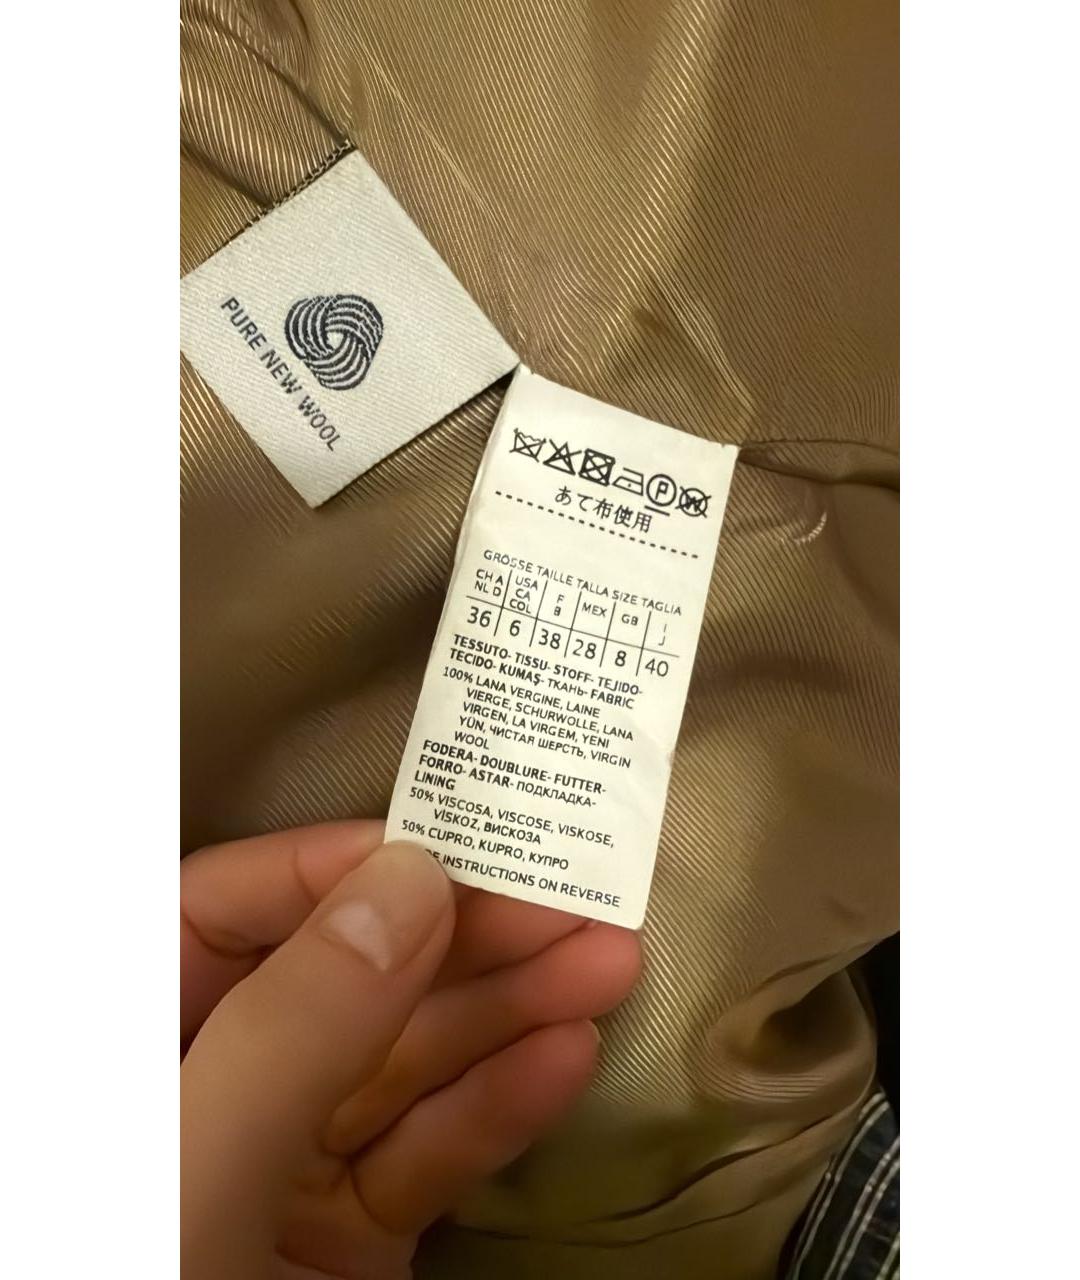 PURE NEW WOOL
P W
あて布使用
GRÖSSE TAILLE TALLA SIZE TAGLIA
CH A NL D USA CA COL F B MEX GB I J
36 6 38 28 8 40
TESSUTO- TISSU- STOFF- TEJIDO-
TECIDO- KUMAŞ- ТКАНЬ- FABRIC
100% LANA VERGINE, LAINE
VIERGE, SCHURWOLLE, LANA
VIRGEN, LA VIRGEM, YENI
YÜN, ЧИСТАЯ ШЕРСТЬ, VIRGIN
WOOL
FODERA- DOUBLURE- FUTTER-
FORRO- ASTAR- ПОДКЛАДКА-
LINING
50% VISCOSA, VISCOSE, VISKOSE,
VİSKOZ, ВИСКОЗА
50% CUPRO, KUPRO, КУПРО
INSTRUCTIONS ON REVERSE